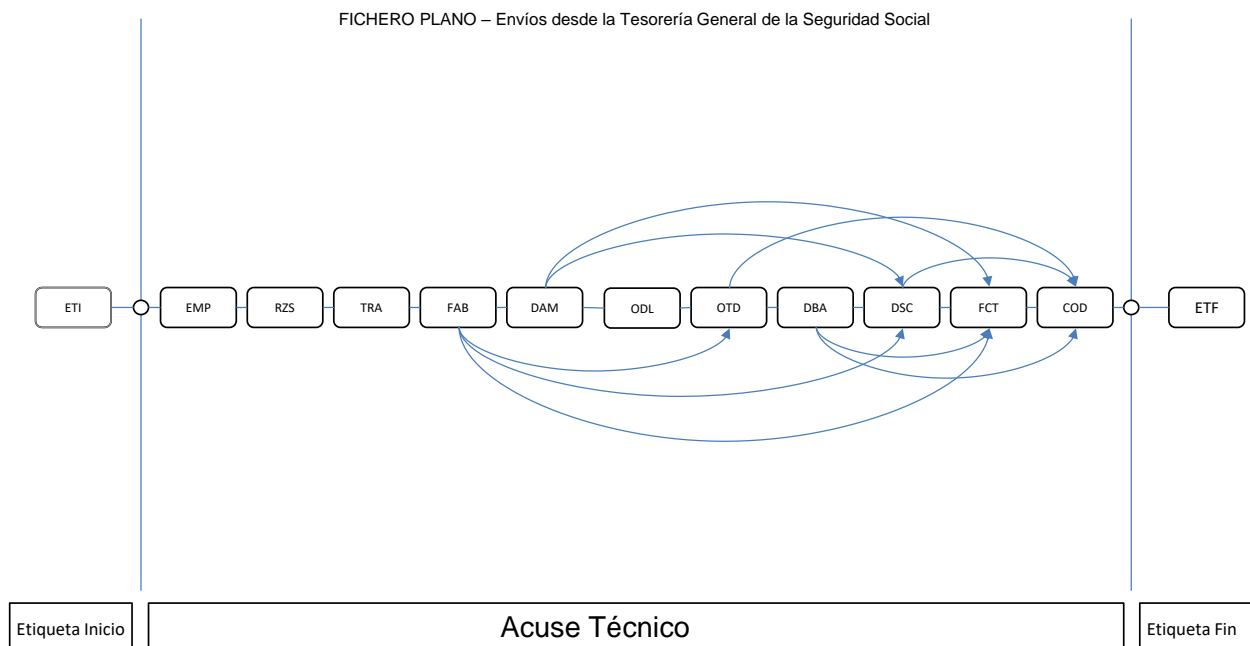 FICHERO PLANO – Envíos desde la Tesorería General de la Seguridad Social
ETI
EMP
RZS
TRA
FAB
DAM
ODL
OTD
DBA
DSC
FCT
COD
ETF
Etiqueta Inicio
Acuse Técnico
Etiqueta Fin